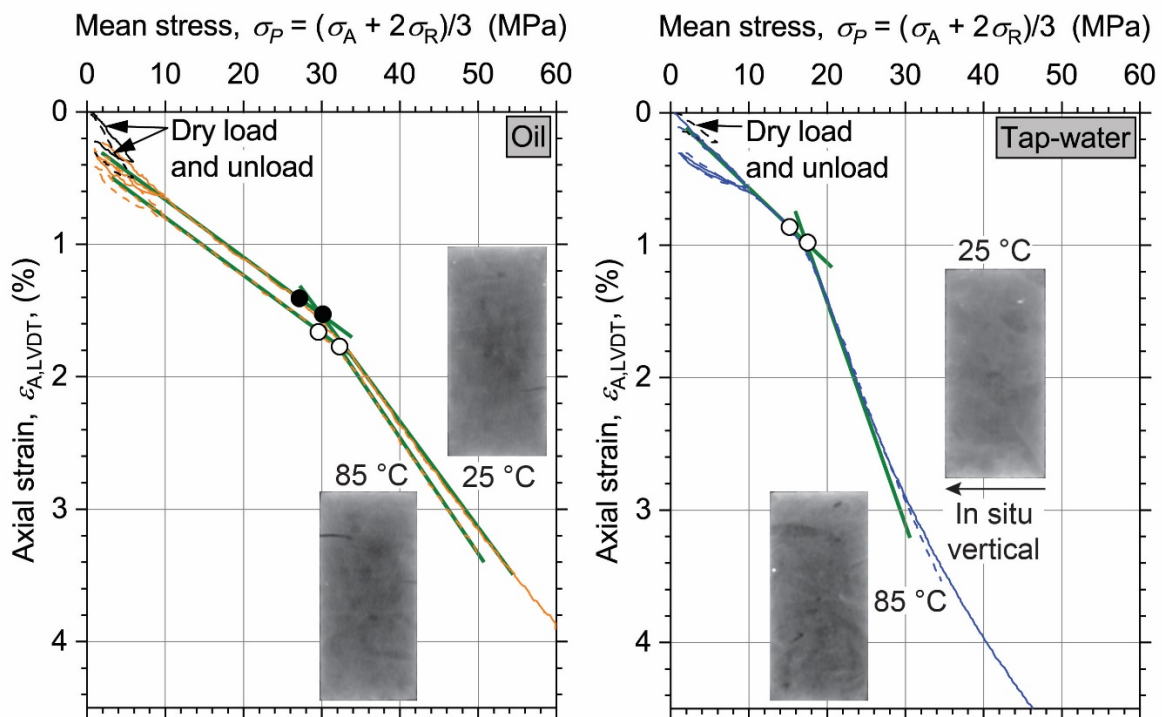 Mean stress, σP = (σA + 2σR)/3 (MPa)
0 10 20 30 40 50 60
0
1
2
3
4
Axial strain, εA,LVDT, (%)
Dry load
and unload
Oil
25 °C
85 °C
Mean stress, σP = (σA + 2σR)/3 (MPa)
0 10 20 30 40 50 60
0
1
2
3
4
Axial strain, εA,LVDT, (%)
Dry load
and unload
Tap-water
25 °C
In situ
vertical
85 °C